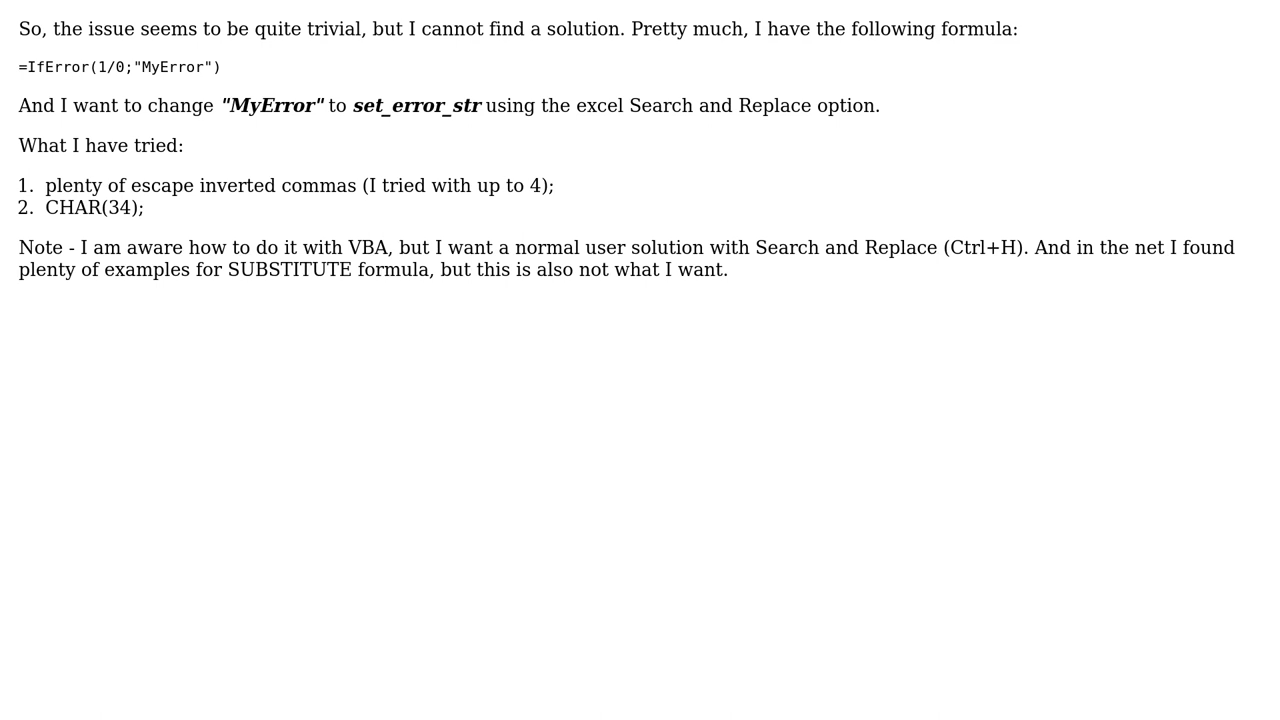 So, the issue seems to be quite trivial, but I cannot find a solution. Pretty much, I have the following formula:
=IfError(1/0;"MyError")
And I want to change "MyError" to set_error_str using the excel Search and Replace option.
What I have tried:
1. plenty of escape inverted commas (I tried with up to 4);
2. CHAR(34);
Note - I am aware how to do it with VBA, but I want a normal user solution with Search and Replace (Ctrl+H). And in the net I found
plenty of examples for SUBSTITUTE formula, but this is also not what I want.